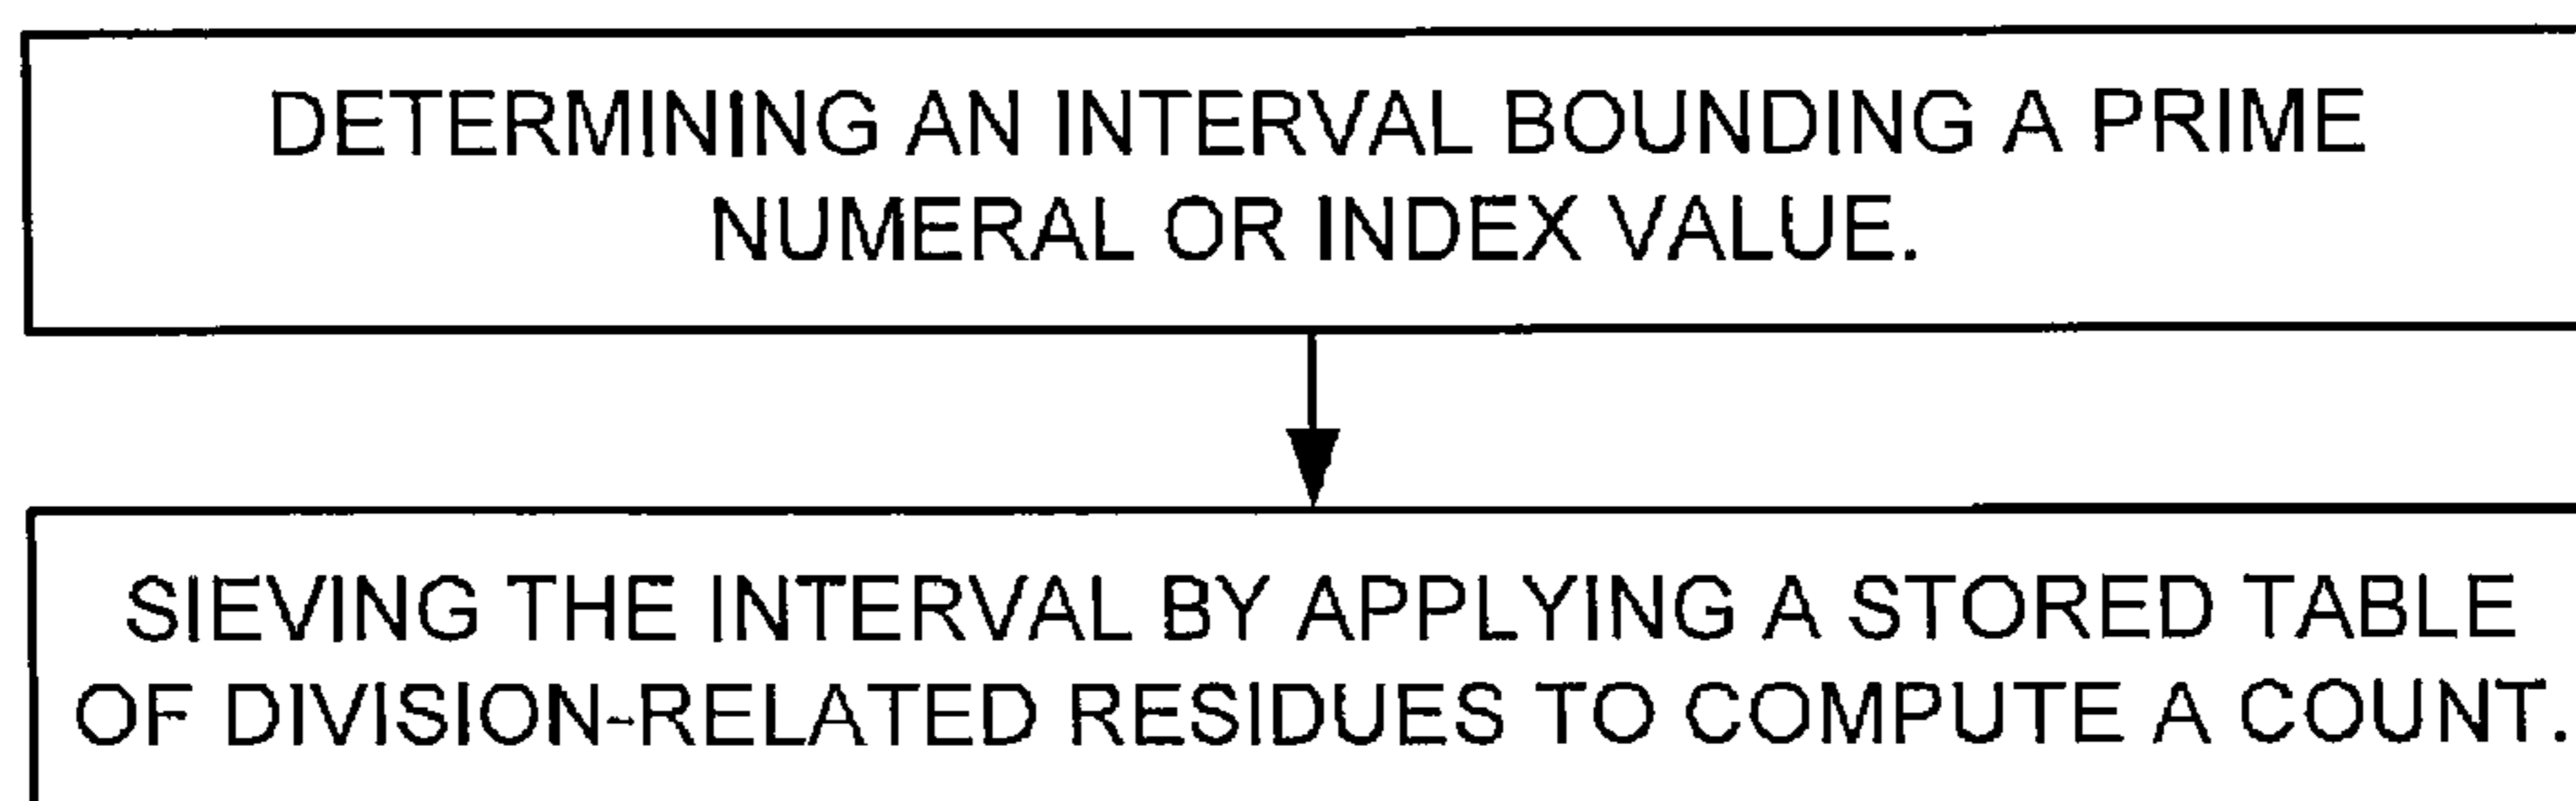 DETERMINING AN INTERVAL BOUNDING A PRIME
NUMERAL OR INDEX VALUE.
SIEVING THE INTERVAL BY APPLYING A STORED TABLE
OF DIVISION-RELATED RESIDUES TO COMPUTE A COUNT.